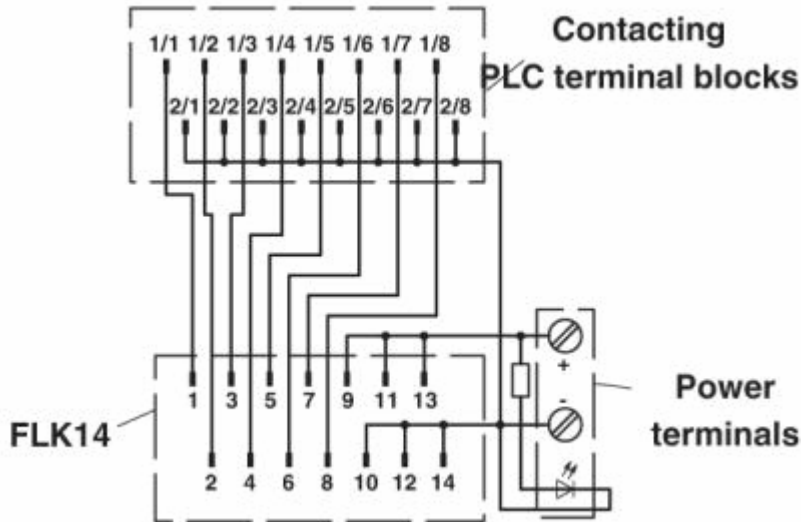 Contacting
PLC terminal blocks
1/1 1/2 1/3 1/4 1/5 1/6 1/7 1/8
2/1 2/2 2/3 2/4 2/5 2/6 2/7 2/8
+
-
Power
terminals
FLK14
1 3 5 7 9 11 13
2 4 6 8 10 12 14